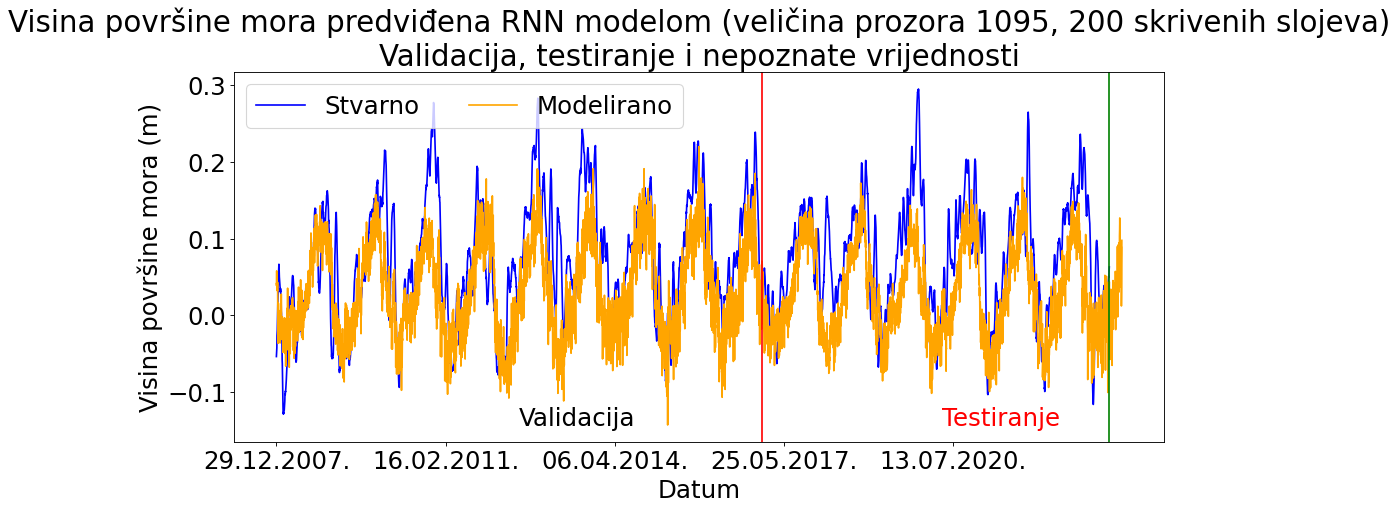 Visina površine mora predviđena RNN modelom (veličina prozora 1095, 200 skrivenih slojeva)
Validacija, testiranje i nepoznate vrijednosti
Stvarno Modelirano
Visina površine mora (m)
0.3
0.2
0.1
0.0
−0.1
Validacija Testiranje
29.12.2007. 16.02.2011. 06.04.2014. 25.05.2017. 13.07.2020.
Datum